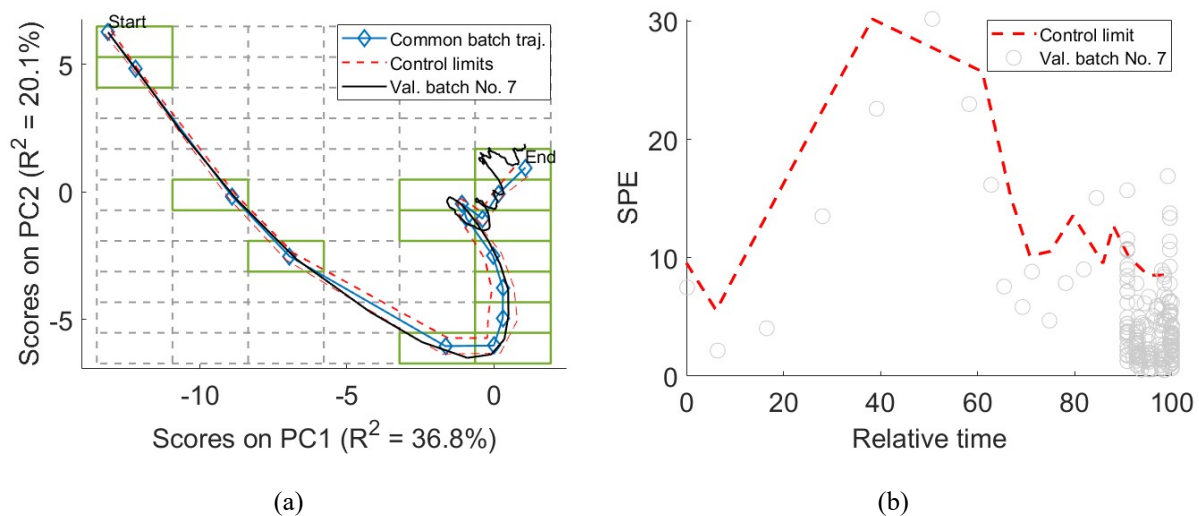 Start
End
Common batch traj.
Control limits
Val. batch No. 7
5
0
-5
-10
-5
0
Scores on PC2 (R² = 20.1%)
Scores on PC1 (R² = 36.8%)
(a)
Control limit
Val. batch No. 7
30
20
10
0
0
20
40
60
80
100
SPE
Relative time
(b)